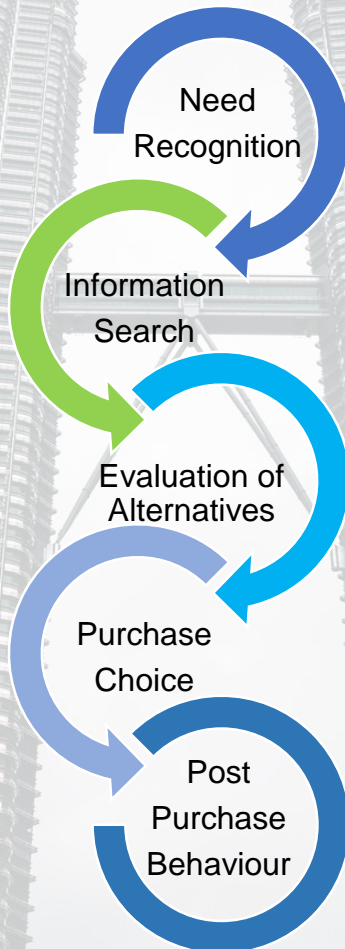 Need
Recognition
Information
Search
Evaluation of
Alternatives
Purchase
Choice
Post
Purchase
Behaviour